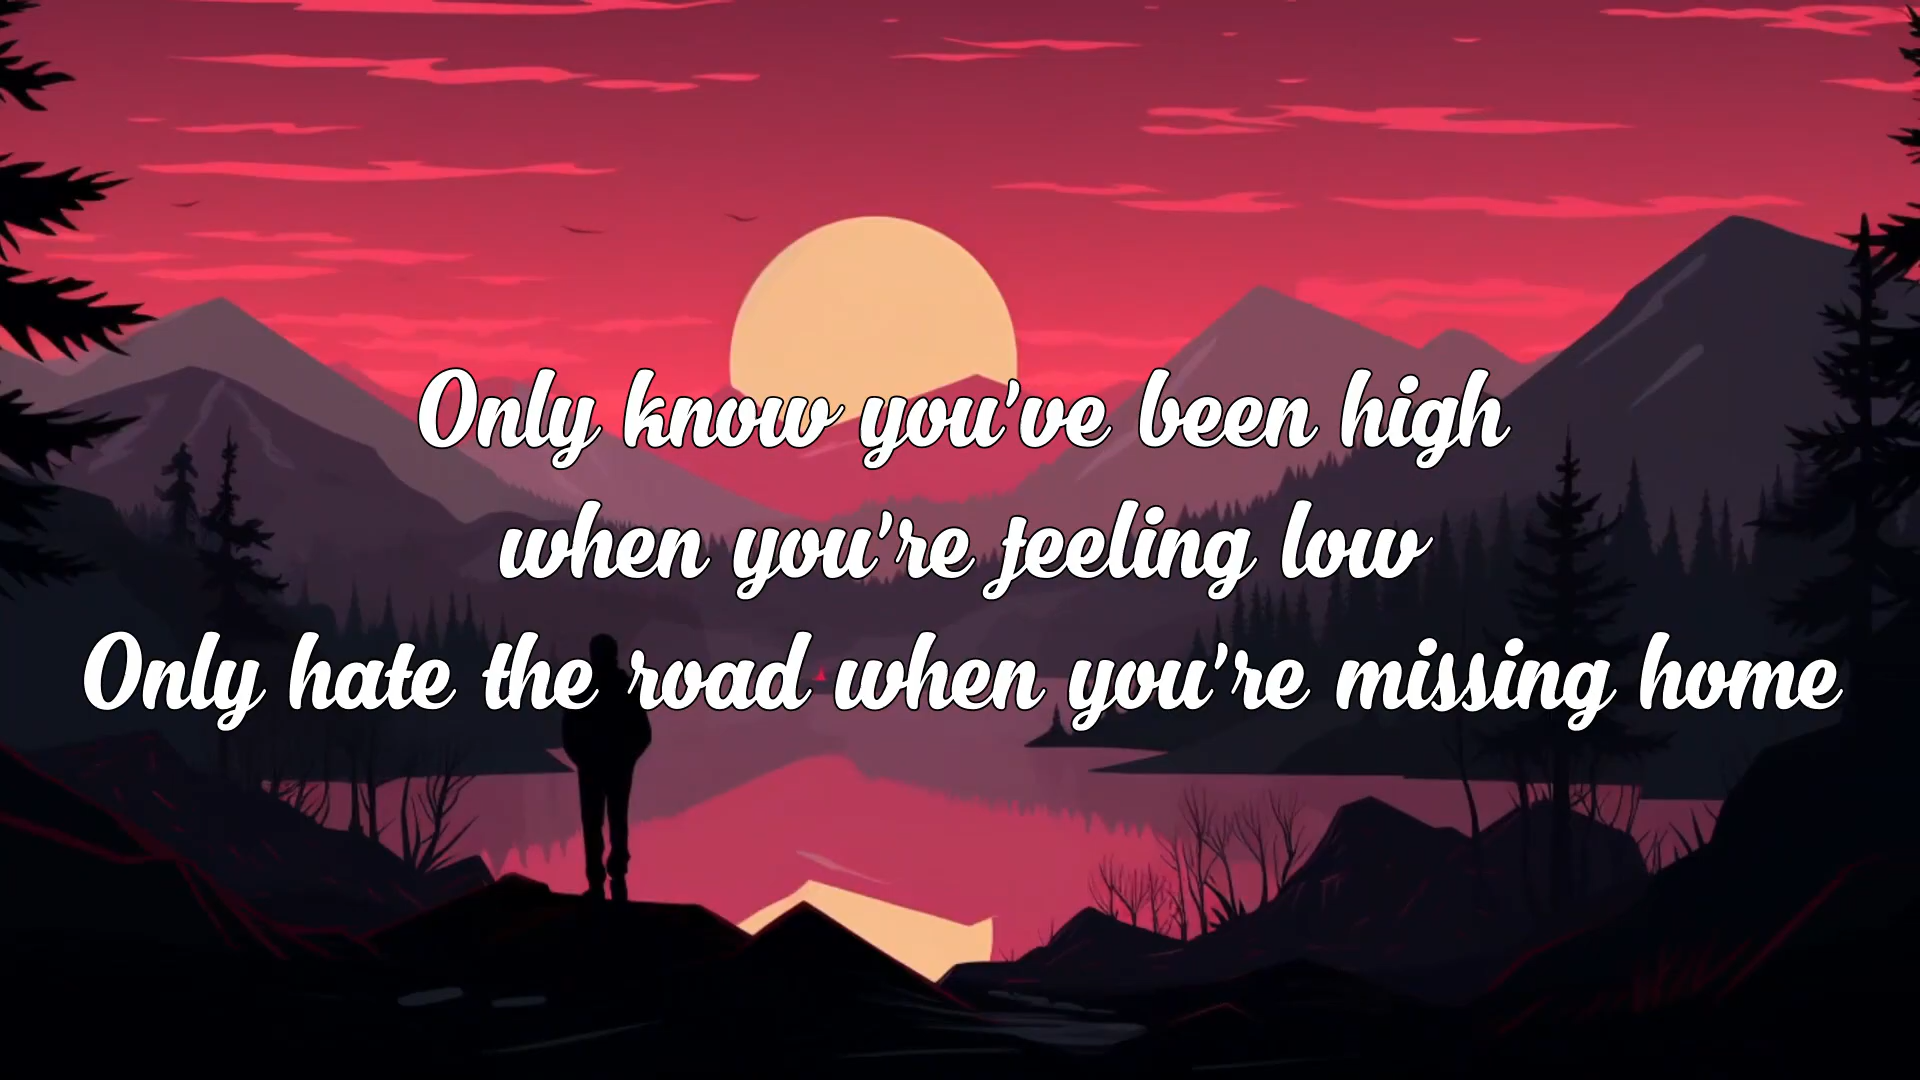 Only know you've been high
when you're feeling low
Only hate the road when you're missing home